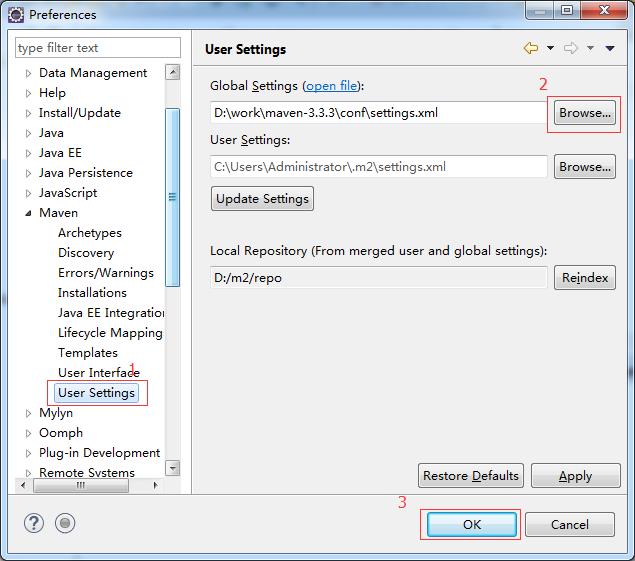 Preferences
type filter text
Data Management
Help
Install/Update
Java
Java EE
Java Persistence
JavaScript
Maven
Archetypes
Discovery
Errors/Warnings
Installations
Java EE Integration
Lifecycle Mapping
Templates
User Interface
1
User Settings
Mylyn
Oomph
Plug-in Development
Remote Systems
User Settings
Global Settings (open file):
2
D:\work\maven-3.3.3\conf\settings.xml
Browse...
User Settings:
C:\Users\Administrator\.m2\settings.xml
Browse...
Update Settings
Local Repository (From merged user and global settings):
D:/m2/repo
Reindex
Restore Defaults
Apply
3
?
OK
Cancel